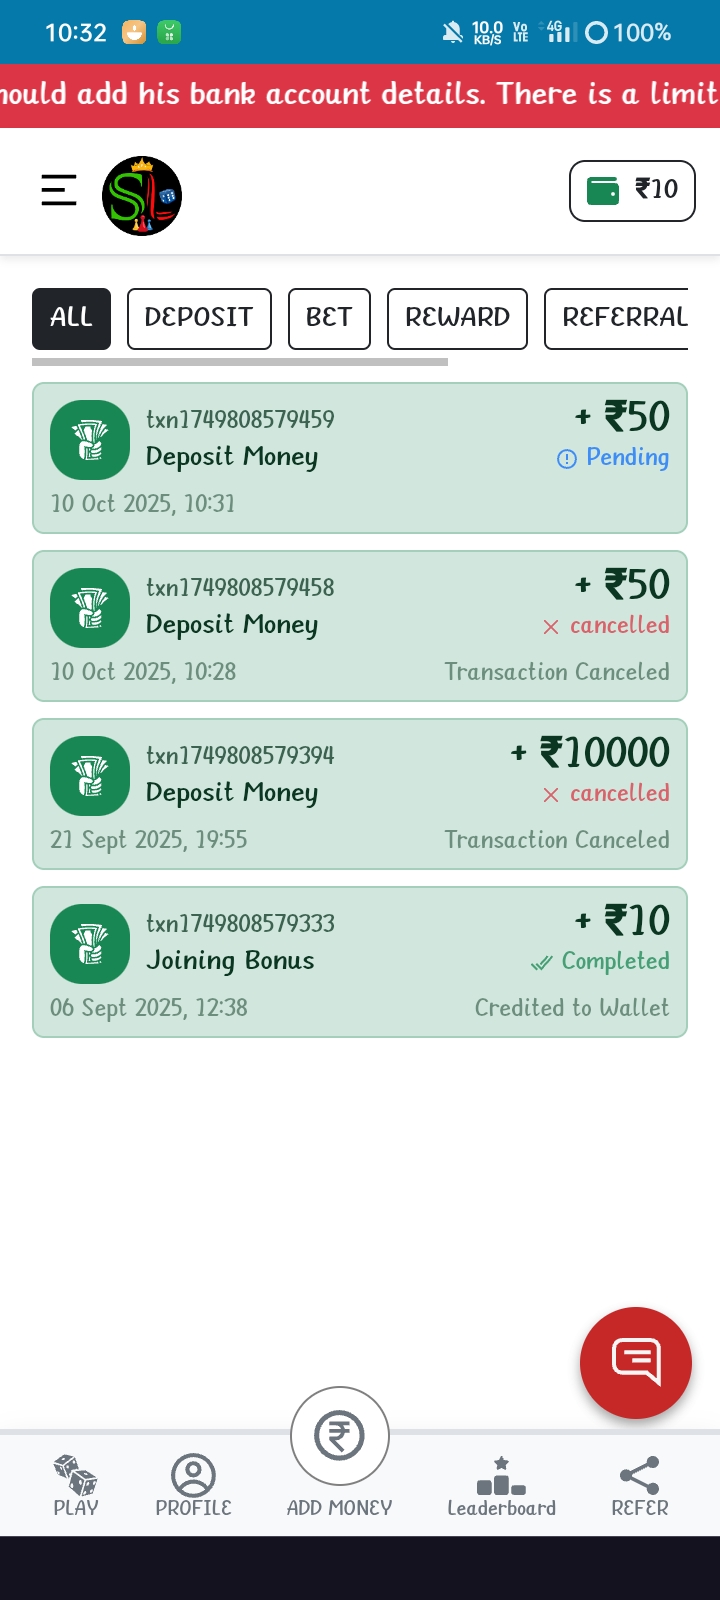 10:32 10.0 KB/S Vo LTE 4G 100%
hould add his bank account details. There is a limit
SL ₹10
ALL DEPOSIT BET REWARD REFERRAL
txn1749808579459 + ₹50
Deposit Money Pending
10 Oct 2025, 10:31
txn1749808579458 + ₹50
Deposit Money cancelled
10 Oct 2025, 10:28 Transaction Canceled
txn1749808579394 + ₹10000
Deposit Money cancelled
21 Sept 2025, 19:55 Transaction Canceled
txn1749808579333 + ₹10
Joining Bonus Completed
06 Sept 2025, 12:38 Credited to Wallet
PLAY PROFILE ADD MONEY Leaderboard REFER